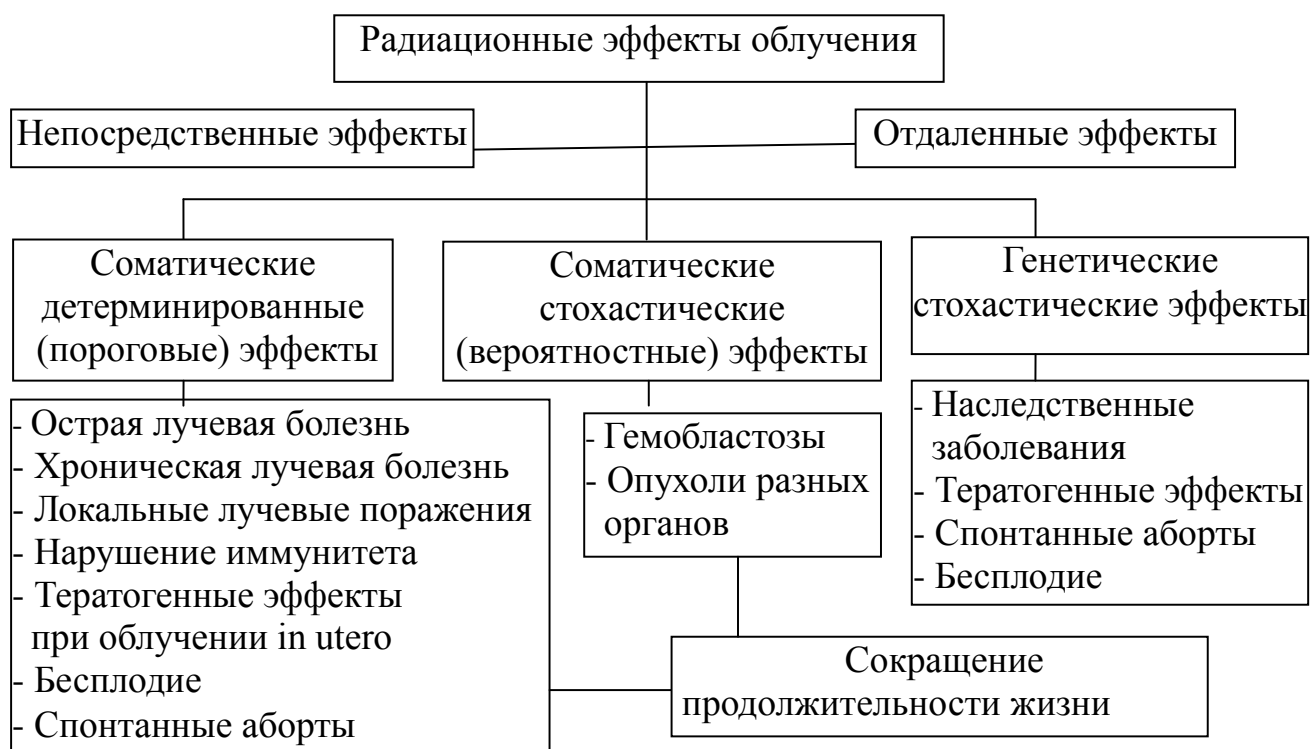 Радиационные эффекты облучения
Непосредственные эффекты
Отдаленные эффекты
Соматические
детерминированные
(пороговые) эффекты
Соматические
стохастические
(вероятностные) эффекты
Генетические
стохастические эффекты
- Острая лучевая болезнь
- Хроническая лучевая болезнь
- Локальные лучевые поражения
- Нарушение иммунитета
- Тератогенные эффекты
при облучении in utero
- Бесплодие
- Спонтанные аборты
- Гемобластозы
- Опухоли разных
органов
- Наследственные
заболевания
- Тератогенные эффекты
- Спонтанные аборты
- Бесплодие
Сокращение
продолжительности жизни